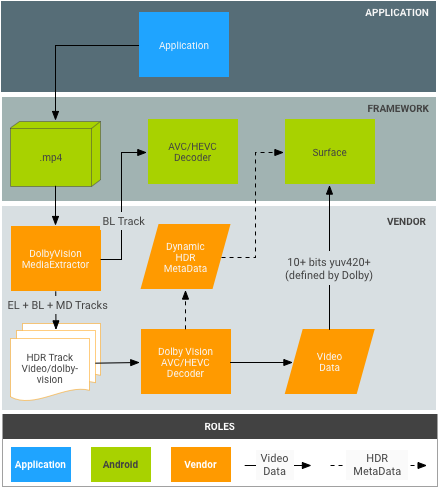 APPLICATION
Application
FRAMEWORK
.mp4
AVC/HEVC
Decoder
Surface
BL Track
VENDOR
DolbyVision
MediaExtractor
Dynamic
HDR
MetaData
10+ bits yuv420+
(defined by Dolby)
EL + BL + MD Tracks
HDR Track
Video/dolby-
vision
Dolby Vision
AVC/HEVC
Decoder
Video
Data
ROLES
Application
Android
Vendor
Video
Data
HDR
MetaData